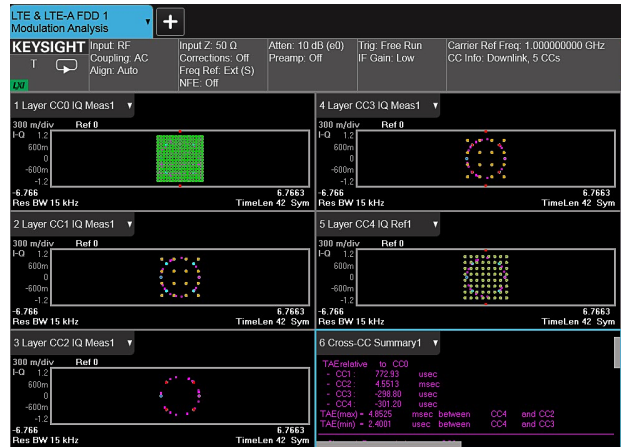 LTE & LTE-A FDD 1
Modulation Analysis
KEYSIGHT
T
LXI
Input: RF
Coupling: AC
Align: Auto
Input Z: 50 Ω
Corrections: Off
Freq Ref: Ext (S)
NFE: Off
Atten: 10 dB (e0)
Preamp: Off
Trig: Free Run
IF Gain: Low
Carrier Ref Freq: 1.000000000 GHz
CC Info: Downlink, 5 CCs
1 Layer CC0 IQ Meas1
300 m/div Ref 0
I-Q 1.2
600m
0
-600m
-1.2
-6.766 6.7663
Res BW 15 kHz TimeLen 42 Sym
2 Layer CC1 IQ Meas1
300 m/div Ref 0
I-Q 1.2
600m
0
-600m
-1.2
-6.766 6.7663
Res BW 15 kHz TimeLen 42 Sym
3 Layer CC2 IQ Meas1
300 m/div Ref 0
I-Q 1.2
600m
0
-600m
-1.2
-6.766 6.7663
Res BW 15 kHz TimeLen 42 Sym
4 Layer CC3 IQ Meas1
300 m/div Ref 0
I-Q 1.2
600m
0
-600m
-1.2
-6.766 6.7663
Res BW 15 kHz TimeLen 42 Sym
5 Layer CC4 IQ Ref1
300 m/div Ref 0
I-Q 1.2
600m
0
-600m
-1.2
-6.766 6.7663
Res BW 15 kHz TimeLen 42 Sym
6 Cross-CC Summary1
TAErelative to CC0
- CC1: 772.93 usec
- CC2: 4.5513 msec
- CC3: -298.80 usec
- CC4: -301.20 usec
TAE(max) = 4.8525 msec between CC4 and CC2
TAE(min) = 2.4001 usec between CC4 and CC3